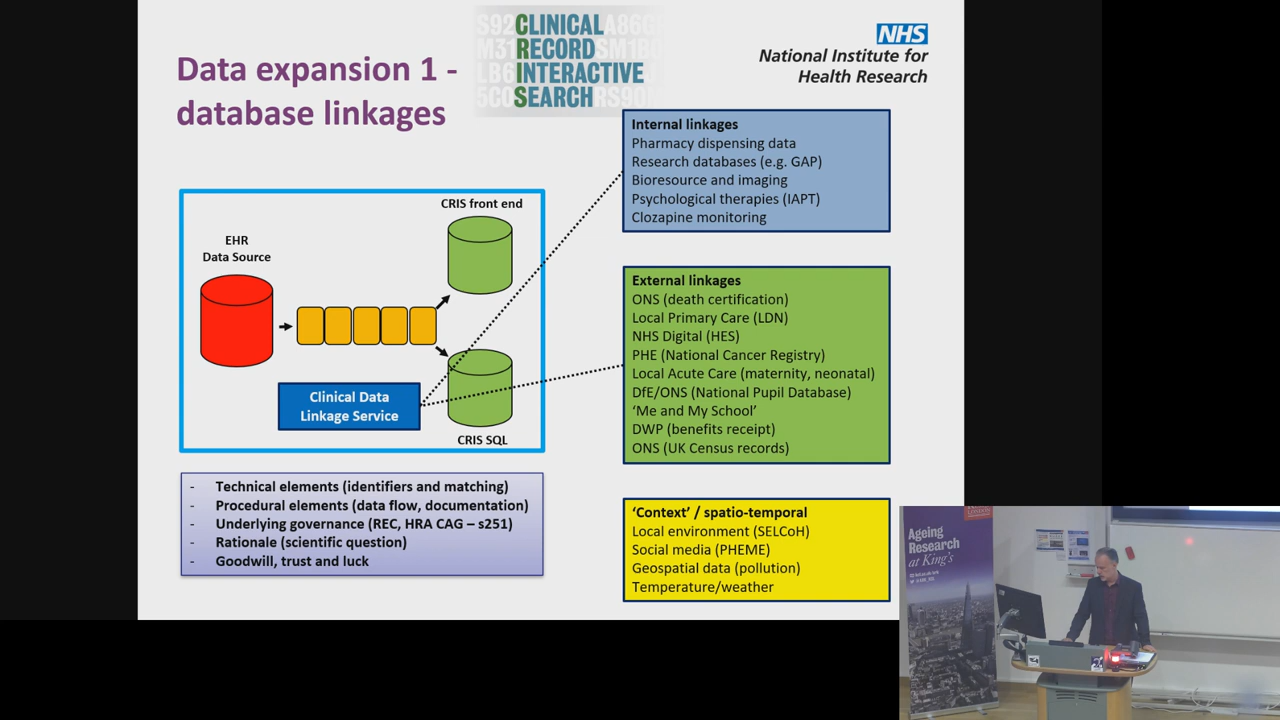 Data expansion 1 -
database linkages
CLINICAL
RECORD
INTERACTIVE
SEARCH
NHS
National Institute for
Health Research
EHR
Data Source
CRIS front end
Clinical Data
Linkage Service
CRIS SQL
- Technical elements (identifiers and matching)
- Procedural elements (data flow, documentation)
- Underlying governance (REC, HRA CAG – s251)
- Rationale (scientific question)
- Goodwill, trust and luck
Internal linkages
Pharmacy dispensing data
Research databases (e.g. GAP)
Bioresource and imaging
Psychological therapies (IAPT)
Clozapine monitoring
External linkages
ONS (death certification)
Local Primary Care (LDN)
NHS Digital (HES)
PHE (National Cancer Registry)
Local Acute Care (maternity, neonatal)
DfE/ONS (National Pupil Database)
‘Me and My School’
DWP (benefits receipt)
ONS (UK Census records)
‘Context’ / spatio-temporal
Local environment (SELCoH)
Social media (PHEME)
Geospatial data (pollution)
Temperature/weather
Ageing
Research
at King's